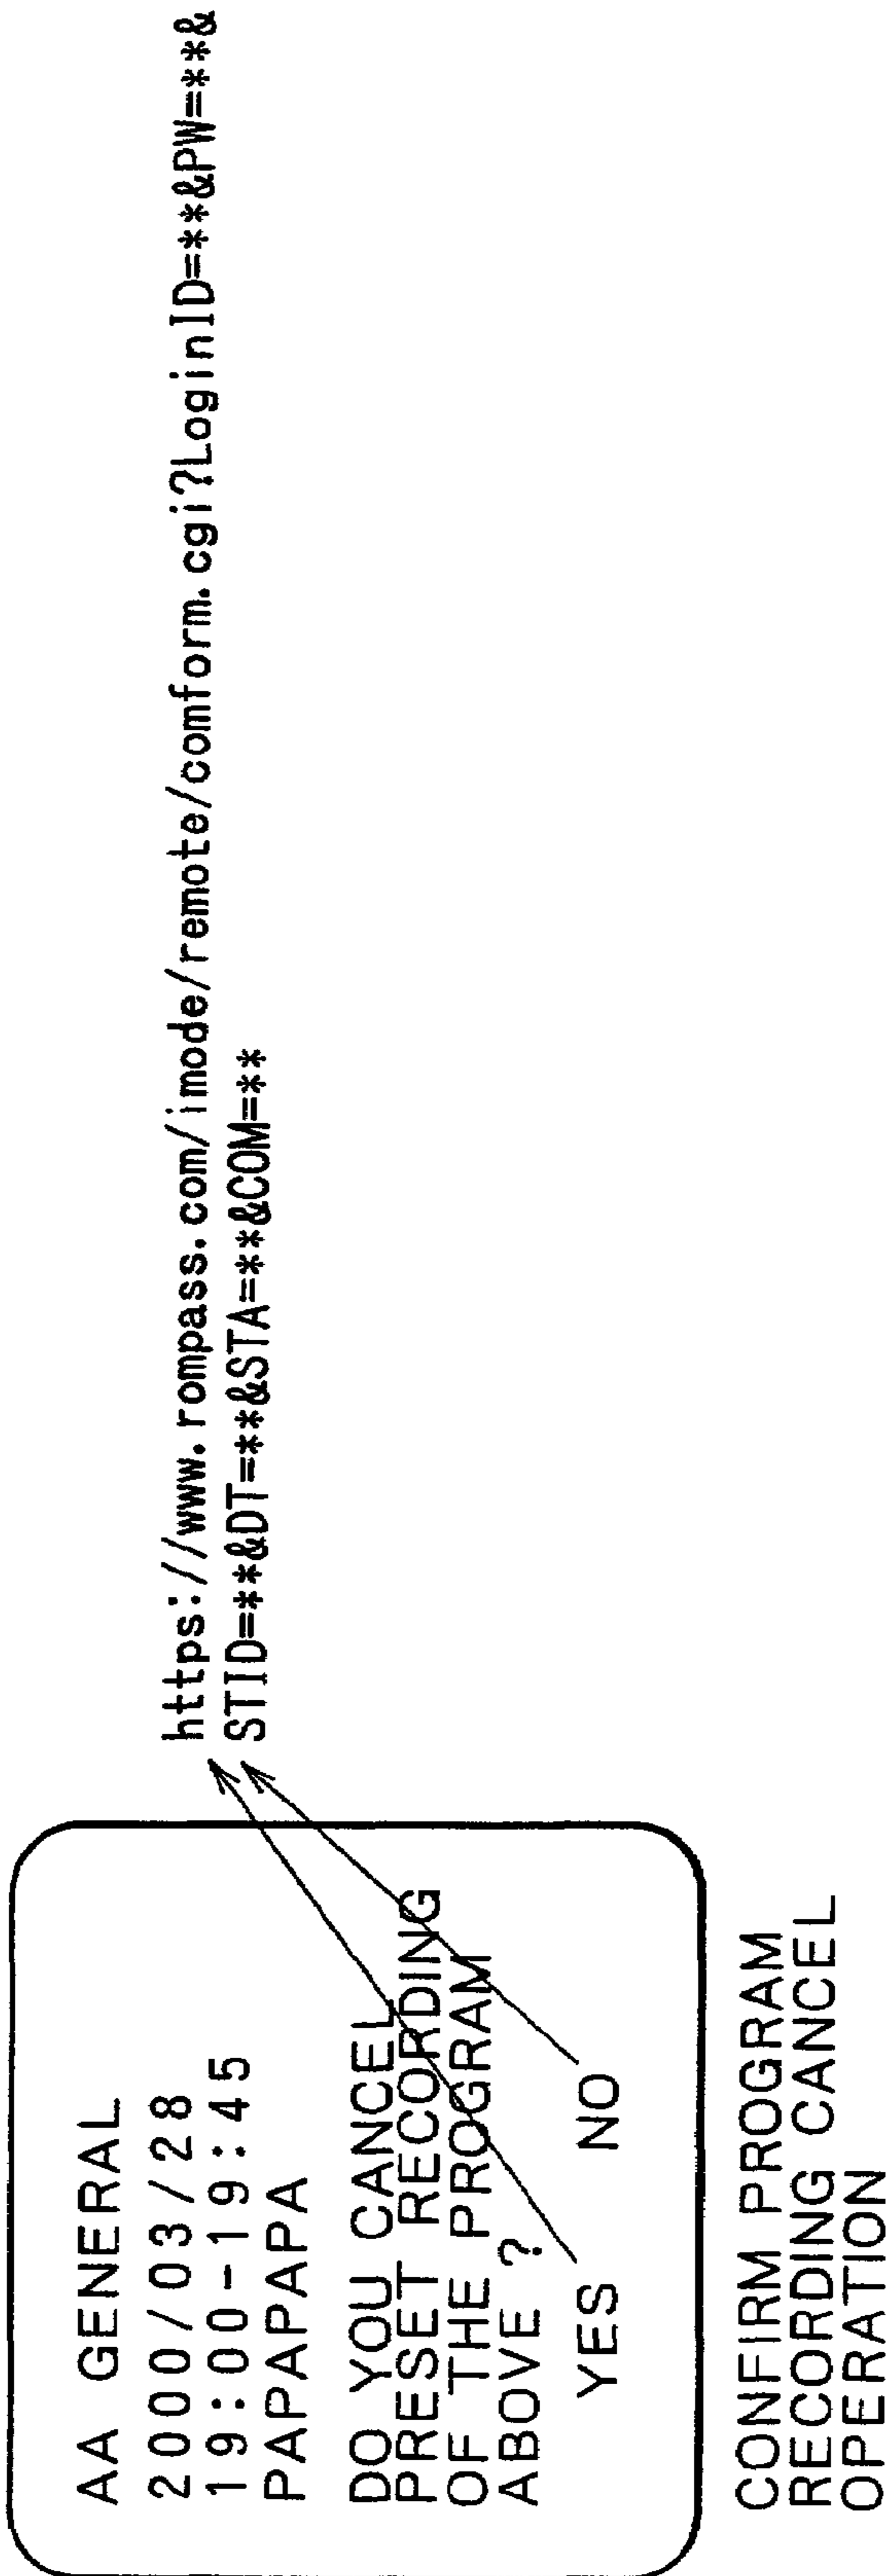 AA GENERAL
2000/03/28
19:00-19:45
PAPAPAPA
DO YOU CANCEL
PRESET RECORDING
OF THE PROGRAM
ABOVE ?
YES NO
https://www.rompass.com/imode/remote/comform.cgi?LoginID=**&PW=**&
STID=**&DT=**&STA=**&COM=**
CONFIRM PROGRAM
RECORDING CANCEL
OPERATION